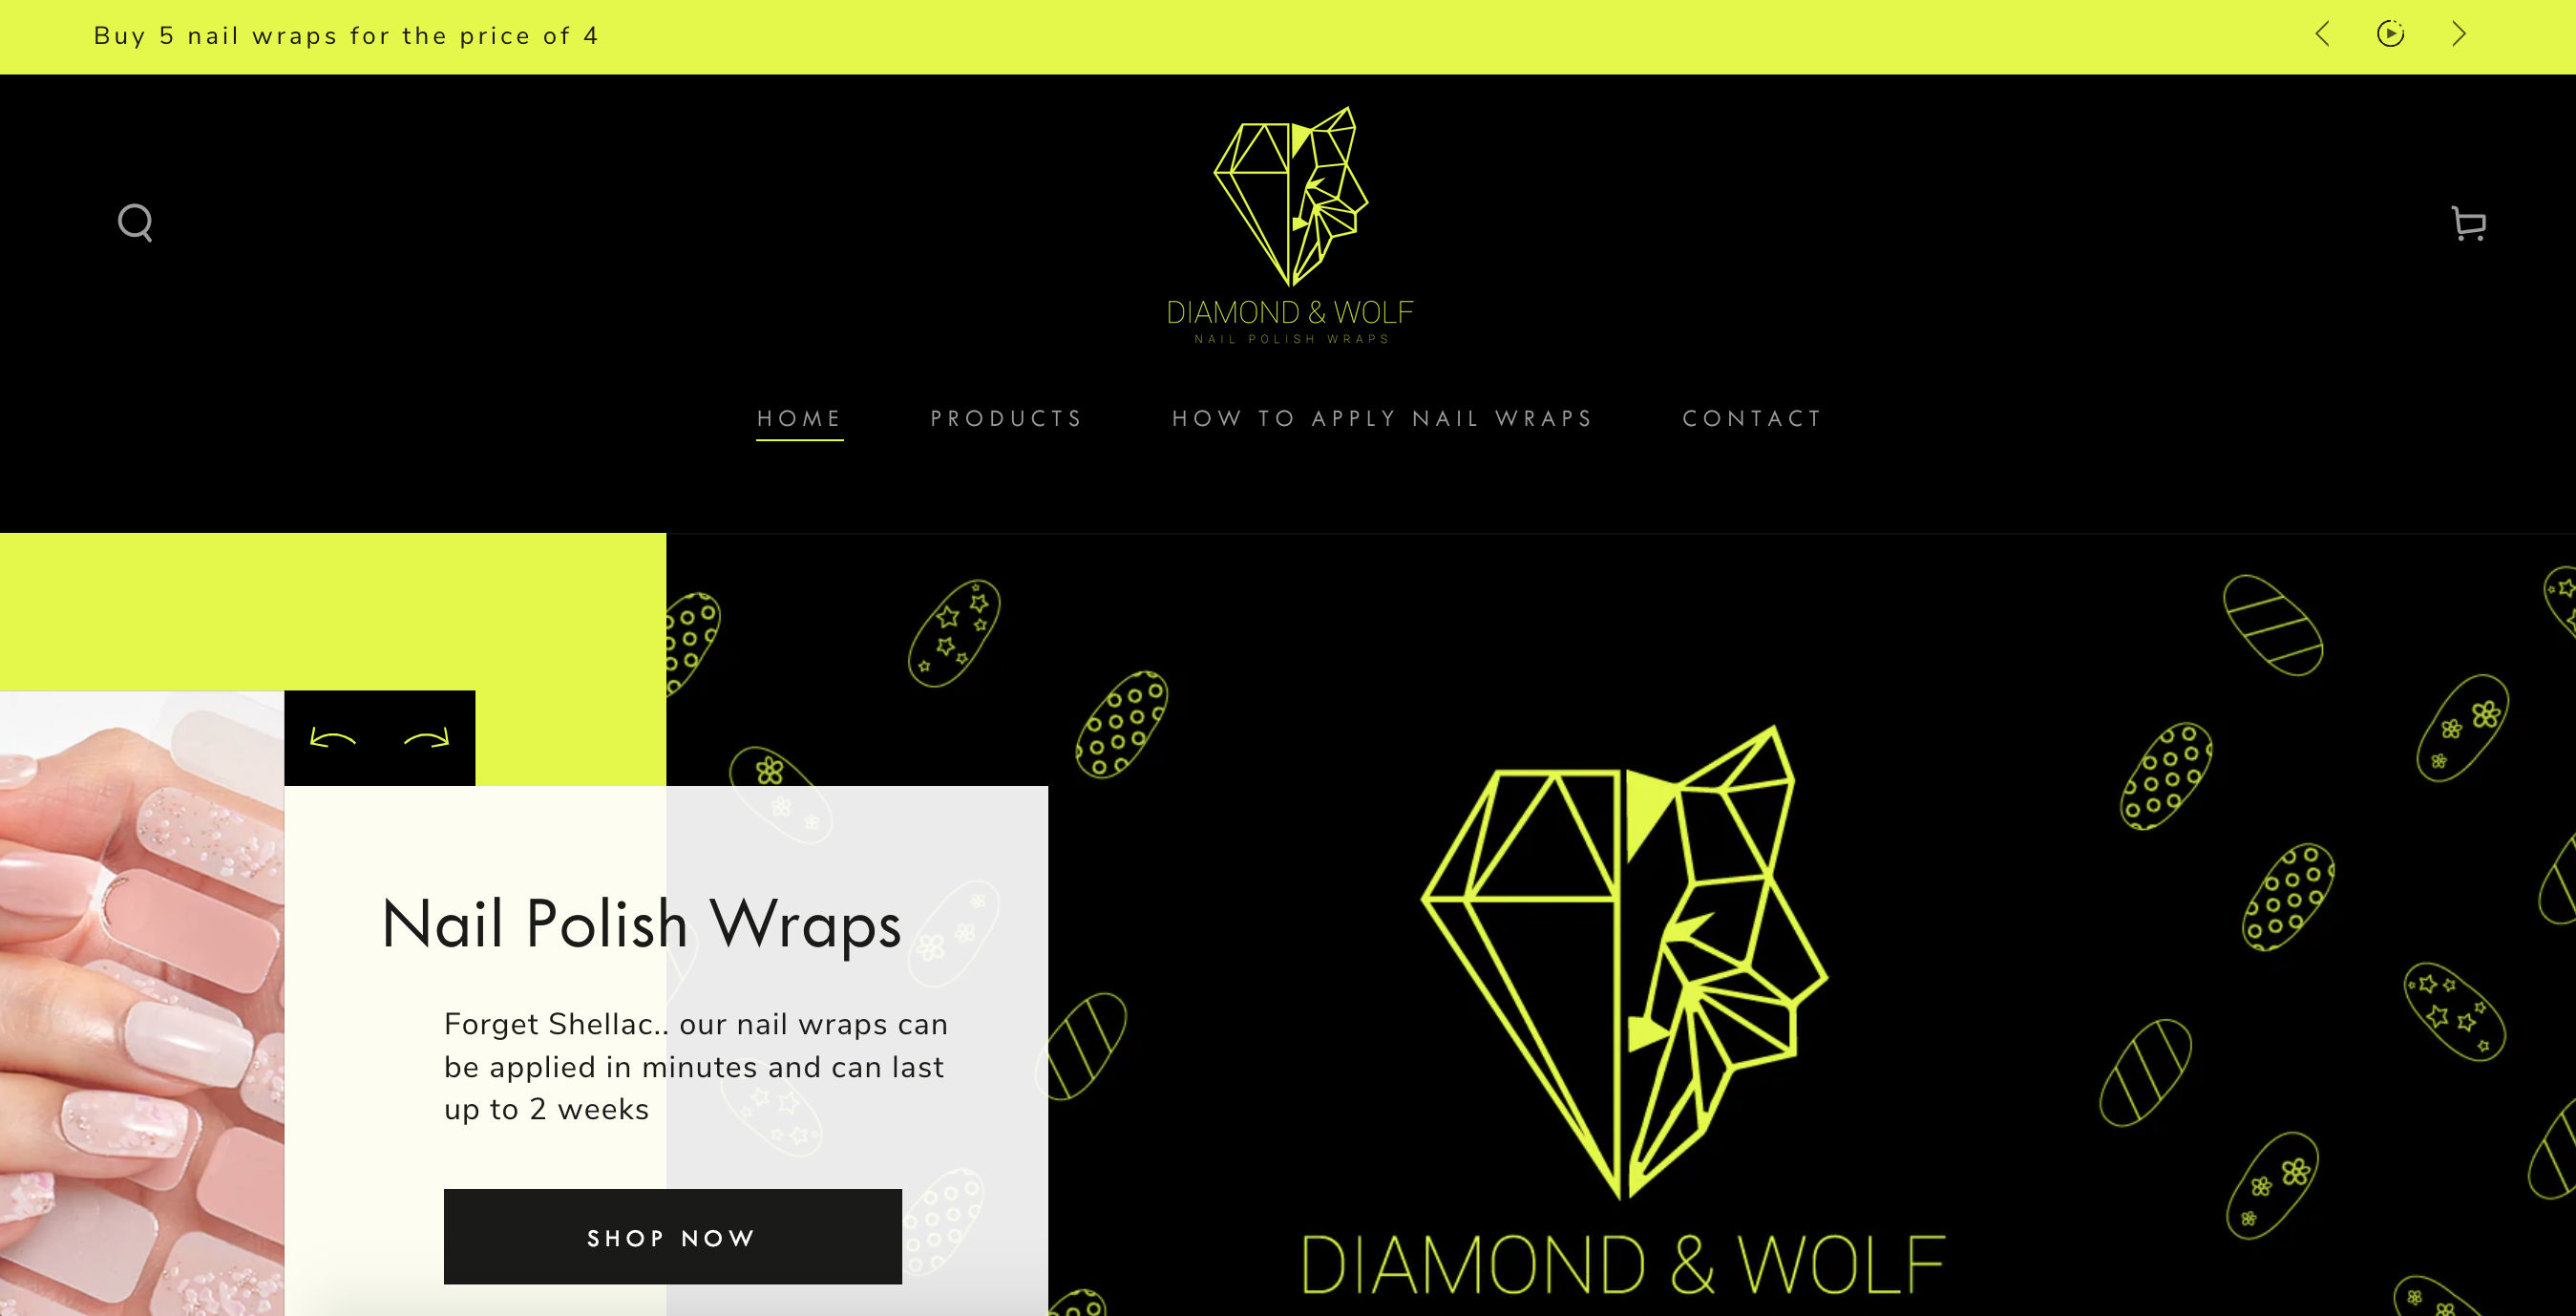 Buy 5 nail wraps for the price of 4
DIAMOND & WOLF
NAIL POLISH WRAPS
HOME PRODUCTS HOW TO APPLY NAIL WRAPS CONTACT
Nail Polish Wraps
Forget Shellac.. our nail wraps can
be applied in minutes and can last
up to 2 weeks
SHOP NOW
DIAMOND & WOLF